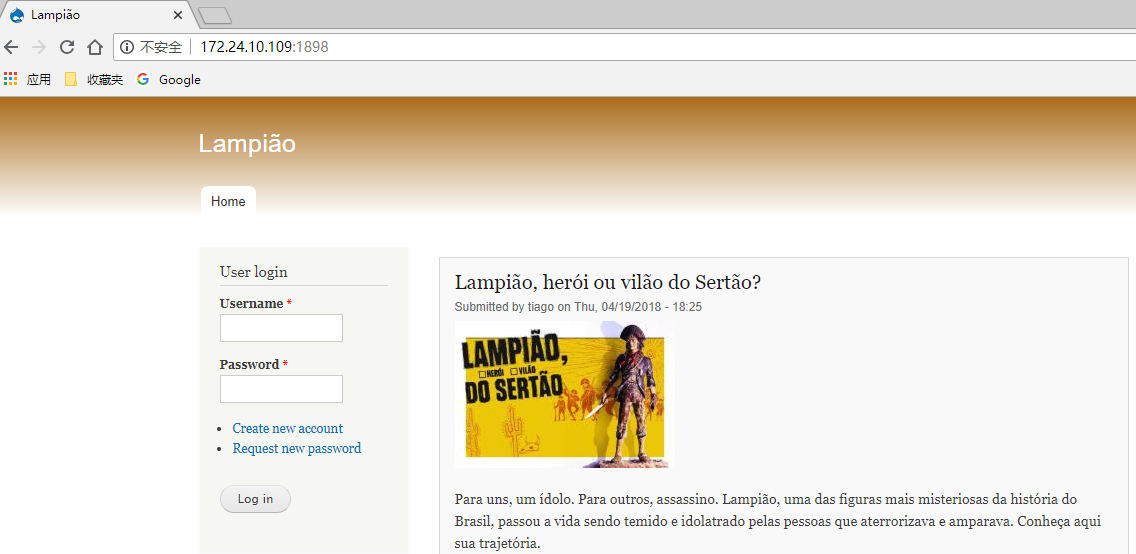 Lampião
不安全 172.24.10.109:1898
应用 收藏夹 Google
Lampião
Home
User login
Username *
Password *
Create new account
Request new password
Log in
Lampião, herói ou vilão do Sertão?
Submitted by tiago on Thu, 04/19/2018 - 18:25
LAMPIÃO,
HERÓI VILÃO
DO SERTÃO
Para uns, um ídolo. Para outros, assassino. Lampião, uma das figuras mais misteriosas da história do
Brasil, passou a vida sendo temido e idolatrado pelas pessoas que aterrorizava e amparava. Conheça aqui
sua trajetória.